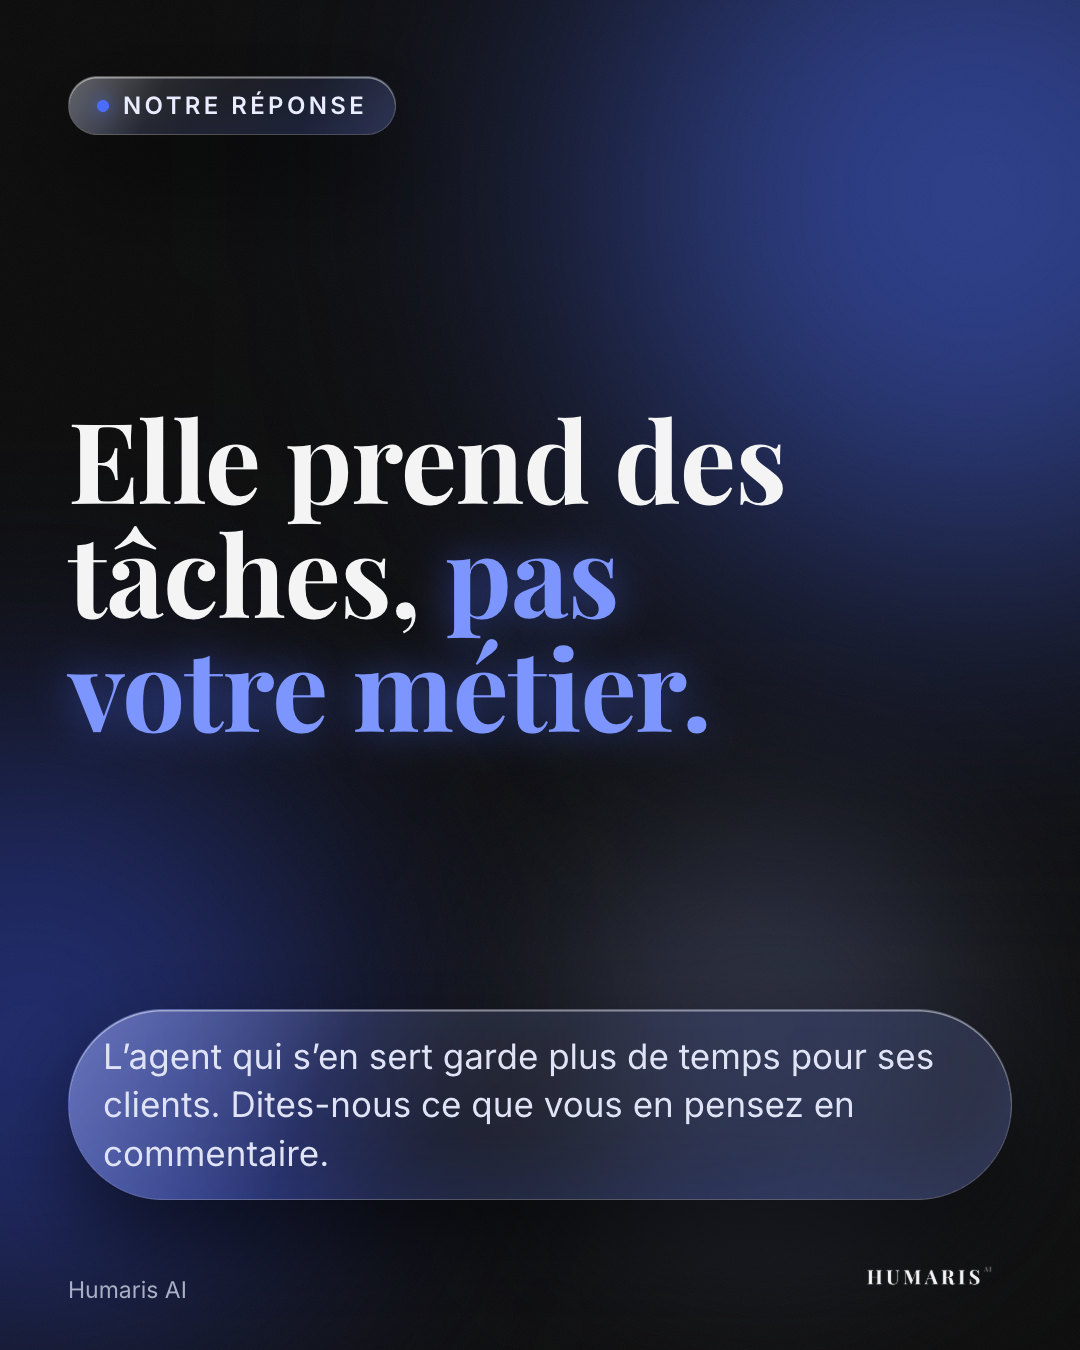 NOTRE RÉPONSE
Elle prend des
tâches, pas
votre métier.
L’agent qui s’en sert garde plus de temps pour ses
clients. Dites-nous ce que vous en pensez en
commentaire.
Humaris AI
HUMARIS AI